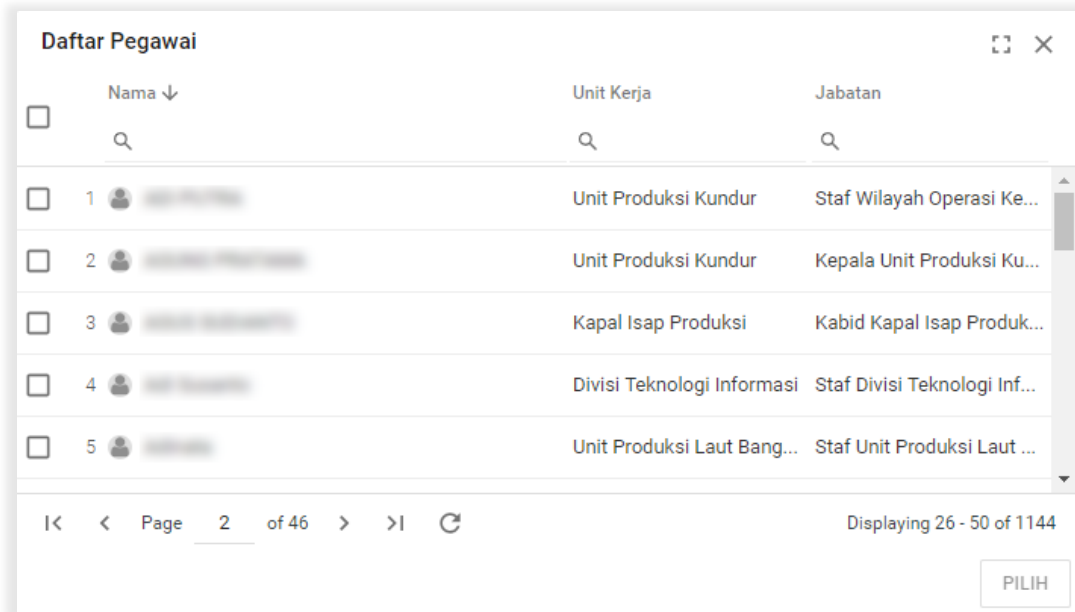 Daftar Pegawai
Nama Unit Kerja Jabatan
1 Unit Produksi Kundur Staf Wilayah Operasi Ke...
2 Unit Produksi Kundur Kepala Unit Produksi Ku...
3 Kapal Isap Produksi Kabid Kapal Isap Produk...
4 Divisi Teknologi Informasi Staf Divisi Teknologi Inf...
5 Unit Produksi Laut Bang... Staf Unit Produksi Laut ...
Page 2 of 46 Displaying 26 - 50 of 1144
PILIH